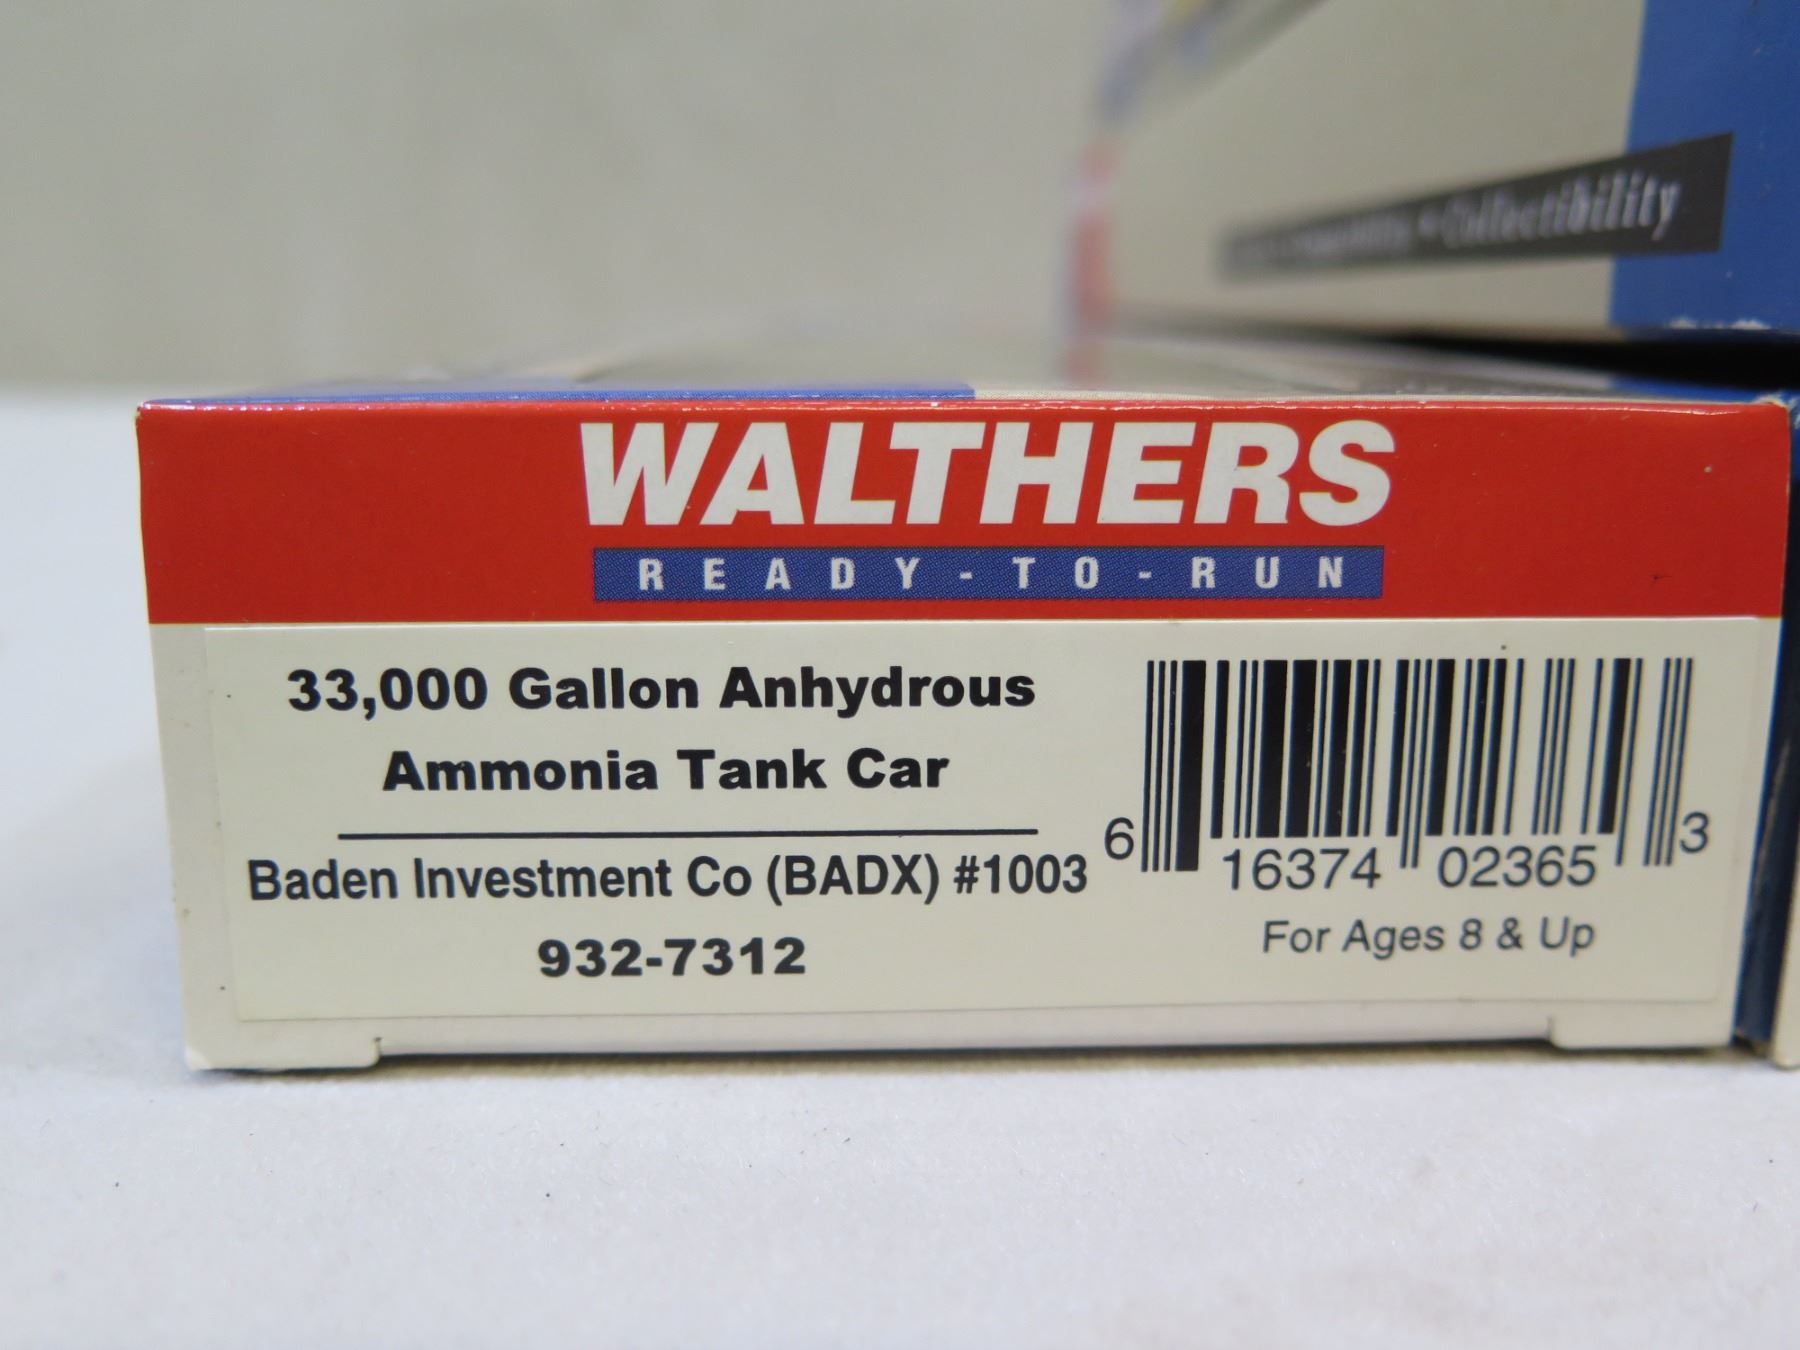 Collectibility
WALTHERS
READY-TO-RUN
33,000 Gallon Anhydrous
Ammonia Tank Car
Baden Investment Co (BADX) #1003
932-7312
6 16374 02365 3
For Ages 8 & Up